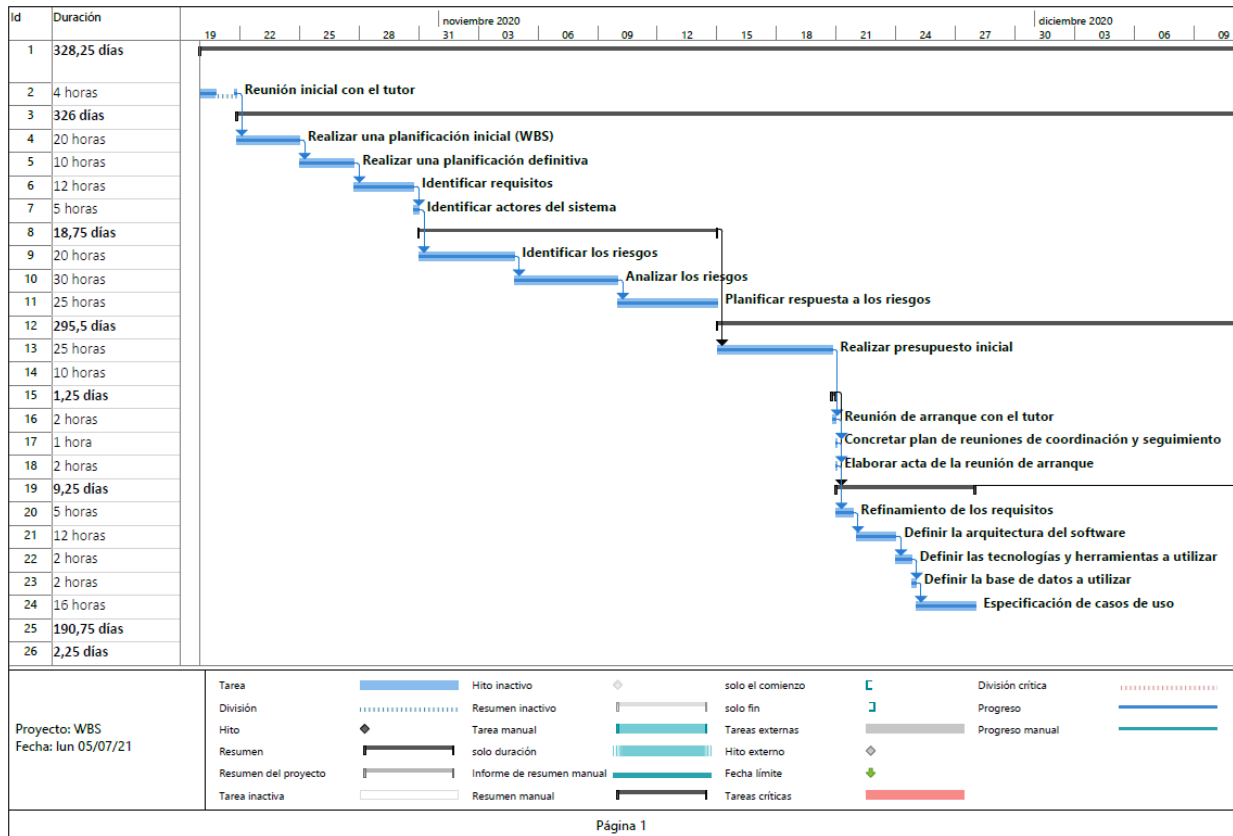 Id Duración
noviembre 2020 diciembre 2020
19 22 25 28 31 03 06 09 12 15 18 21 24 27 30 03 06 09
1 328,25 días
2 4 horas Reunión inicial con el tutor
3 326 días
4 20 horas Realizar una planificación inicial (WBS)
5 10 horas Realizar una planificación definitiva
6 12 horas Identificar requisitos
7 5 horas Identificar actores del sistema
8 18,75 días
9 20 horas Identificar los riesgos
10 30 horas Analizar los riesgos
11 25 horas Planificar respuesta a los riesgos
12 295,5 días
13 25 horas Realizar presupuesto inicial
14 10 horas
15 1,25 días
16 2 horas Reunión de arranque con el tutor
17 1 hora Concretar plan de reuniones de coordinación y seguimiento
18 2 horas Elaborar acta de la reunión de arranque
19 9,25 días
20 5 horas Refinamiento de los requisitos
21 12 horas Definir la arquitectura del software
22 2 horas Definir las tecnologías y herramientas a utilizar
23 2 horas Definir la base de datos a utilizar
24 16 horas Especificación de casos de uso
25 190,75 días
26 2,25 días
Proyecto: WBS
Fecha: lun 05/07/21
Tarea Hito inactivo solo el comienzo División crítica
División Resumen inactivo solo fin Progreso
Hito Tarea manual Tareas externas Progreso manual
Resumen solo duración Hito externo
Resumen del proyecto Informe de resumen manual Fecha límite
Tarea inactiva Resumen manual Tareas críticas
Página 1